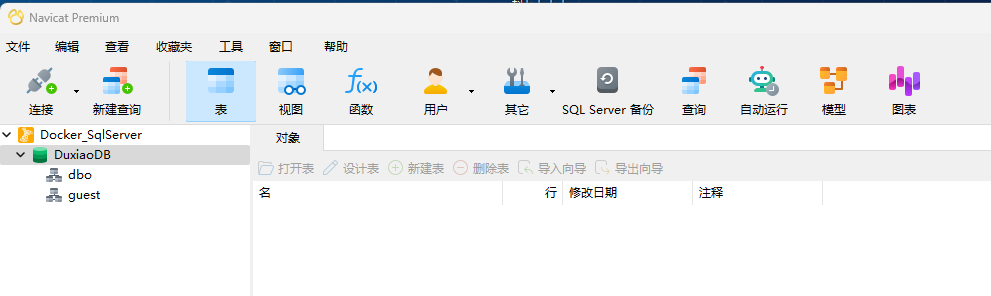 Navicat Premium
文件 编辑 查看 收藏夹 工具 窗口 帮助
连接 新建查询 表 视图 函数 用户 其它 SQL Server 备份 查询 自动运行 模型 图表
f(x)
Docker_SqlServer
DuxiaoDB
dbo
guest
对象
打开表 设计表 新建表 删除表 导入向导 导出向导
名 行 修改日期 注释